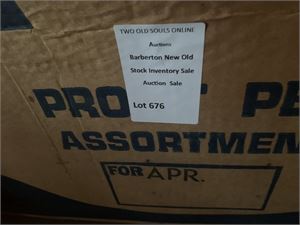 TWO OLD SOULS ONLINE
Auctions
Barberton New Old
Stock Inventory Sale
Auction Sale
Lot 676
ASSORTMEN
FOR APR.